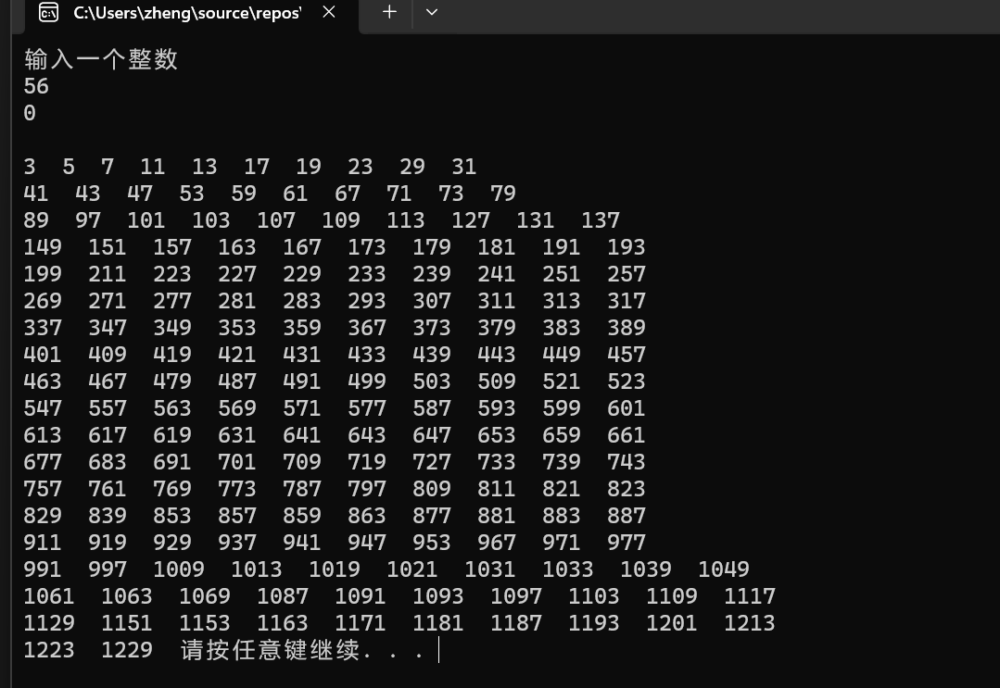 C:\Users\zheng\source\repos'
输入一个整数
56
0
3 5 7 11 13 17 19 23 29 31
41 43 47 53 59 61 67 71 73 79
89 97 101 103 107 109 113 127 131 137
149 151 157 163 167 173 179 181 191 193
199 211 223 227 229 233 239 241 251 257
269 271 277 281 283 293 307 311 313 317
337 347 349 353 359 367 373 379 383 389
401 409 419 421 431 433 439 443 449 457
463 467 479 487 491 499 503 509 521 523
547 557 563 569 571 577 587 593 599 601
613 617 619 631 641 643 647 653 659 661
677 683 691 701 709 719 727 733 739 743
757 761 769 773 787 797 809 811 821 823
829 839 853 857 859 863 877 881 883 887
911 919 929 937 941 947 953 967 971 977
991 997 1009 1013 1019 1021 1031 1033 1039 1049
1061 1063 1069 1087 1091 1093 1097 1103 1109 1117
1129 1151 1153 1163 1171 1181 1187 1193 1201 1213
1223 1229 请按任意键继续. . .